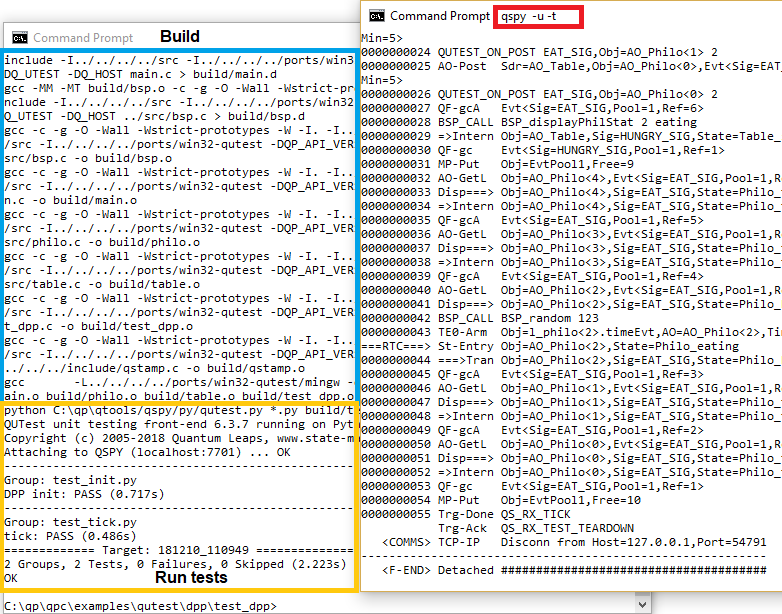 Command Prompt
Build
include -I../../../../src -I../../../../ports/win3
DQ_UTEST -DQ_HOST main.c > build/main.d
gcc -MM -MT build/bsp.o -c -g -O -Wall -Wstrict-pro
nclude -I../../../../src -I../../../../ports/win32
Q_UTEST -DQ_HOST ../src/bsp.c > build/bsp.d
gcc -c -g -O -Wall -Wstrict-prototypes -W -I. -I..
/src -I../../../../ports/win32-qutest -DQP_API_VER
src/bsp.c -o build/bsp.o
gcc -c -g -O -Wall -Wstrict-prototypes -W -I. -I..
/src -I../../../../ports/win32-qutest -DQP_API_VER
n.c -o build/main.o
gcc -c -g -O -Wall -Wstrict-prototypes -W -I. -I..
/src -I../../../../ports/win32-qutest -DQP_API_VER
src/philo.c -o build/philo.o
gcc -c -g -O -Wall -Wstrict-prototypes -W -I. -I..
/src -I../../../../ports/win32-qutest -DQP_API_VER
src/table.c -o build/table.o
gcc -c -g -O -Wall -Wstrict-prototypes -W -I. -I..
/src -I../../../../ports/win32-qutest -DQP_API_VER
t_dpp.c -o build/test_dpp.o
gcc -c -g -O -Wall -Wstrict-prototypes -W -I. -I..
/src -I../../../../ports/win32-qutest -DQP_API_VER
../../../include/qstamp.c -o build/qstamp.o
gcc -L../../../../ports/win32-qutest/mingw -
ain.o build/philo.o build/table.o build/test_dpp.o
python C:\qp\qtools\qspy/py/qutest.py *.py build/t
QUTest unit testing front-end 6.3.7 running on Pyt
Copyright (c) 2005-2018 Quantum Leaps, www.state-m
Attaching to QSPY (localhost:7701) ... OK
--------------------------------------------------
Group: test_init.py
DPP init: PASS (0.717s)
--------------------------------------------------
Group: test_tick.py
tick: PASS (0.486s)
============= Target: 181210_110949 ==============
2 Groups, 2 Tests, 0 Failures, 0 Skipped (2.223s)
OK
Run tests
C:\qp\qpc\examples\qutest\dpp\test_dpp>
Command Prompt qspy -u -t
Min=5>
0000000024 QUTEST_ON_POST EAT_SIG,Obj=AO_Philo<1> 2
0000000025 AO-Post Sdr=AO_Table,Obj=AO_Philo<0>,Evt<Sig=EAT_
Min=5>
0000000026 QUTEST_ON_POST EAT_SIG,Obj=AO_Philo<0> 2
0000000027 QF-gcA Evt<Sig=EAT_SIG,Pool=1,Ref=6>
0000000028 BSP_CALL BSP_displayPhilStat 2 eating
0000000029 =>Intern Obj=AO_Table,Sig=HUNGRY_SIG,State=Table_
0000000030 QF-gc Evt<Sig=HUNGRY_SIG,Pool=1,Ref=1>
0000000031 MP-Put Obj=EvtPool1,Free=9
0000000032 AO-GetL Obj=AO_Philo<4>,Evt<Sig=EAT_SIG,Pool=1,R
0000000033 Disp===> Obj=AO_Philo<4>,Sig=EAT_SIG,State=Philo_
0000000034 =>Intern Obj=AO_Philo<4>,Sig=EAT_SIG,State=Philo_
0000000035 QF-gcA Evt<Sig=EAT_SIG,Pool=1,Ref=5>
0000000036 AO-GetL Obj=AO_Philo<3>,Evt<Sig=EAT_SIG,Pool=1,R
0000000037 Disp===> Obj=AO_Philo<3>,Sig=EAT_SIG,State=Philo_
0000000038 =>Intern Obj=AO_Philo<3>,Sig=EAT_SIG,State=Philo_
0000000039 QF-gcA Evt<Sig=EAT_SIG,Pool=1,Ref=4>
0000000040 AO-GetL Obj=AO_Philo<2>,Evt<Sig=EAT_SIG,Pool=1,R
0000000041 Disp===> Obj=AO_Philo<2>,Sig=EAT_SIG,State=Philo_
0000000042 BSP_CALL BSP_random 123
0000000043 TE0-Arm Obj=l_philo<2>.timeEvt,AO=AO_Philo<2>,Ti
===RTC===> St-Entry Obj=AO_Philo<2>,State=Philo_eating
0000000044 ===>Tran Obj=AO_Philo<2>,Sig=EAT_SIG,State=Philo_
0000000045 QF-gcA Evt<Sig=EAT_SIG,Pool=1,Ref=3>
0000000046 AO-GetL Obj=AO_Philo<1>,Evt<Sig=EAT_SIG,Pool=1,R
0000000047 Disp===> Obj=AO_Philo<1>,Sig=EAT_SIG,State=Philo_
0000000048 =>Intern Obj=AO_Philo<1>,Sig=EAT_SIG,State=Philo_
0000000049 QF-gcA Evt<Sig=EAT_SIG,Pool=1,Ref=2>
0000000050 AO-GetL Obj=AO_Philo<0>,Evt<Sig=EAT_SIG,Pool=1,R
0000000051 Disp===> Obj=AO_Philo<0>,Sig=EAT_SIG,State=Philo_
0000000052 =>Intern Obj=AO_Philo<0>,Sig=EAT_SIG,State=Philo_
0000000053 QF-gc Evt<Sig=EAT_SIG,Pool=1,Ref=1>
0000000054 MP-Put Obj=EvtPool1,Free=10
0000000055 Trg-Done QS_RX_TICK
Trg-Ack QS_RX_TEST_TEARDOWN
<COMMS> TCP-IP Disconn from Host=127.0.0.1,Port=54791
----------------------------------------------------------
<F-END> Detached ######################################